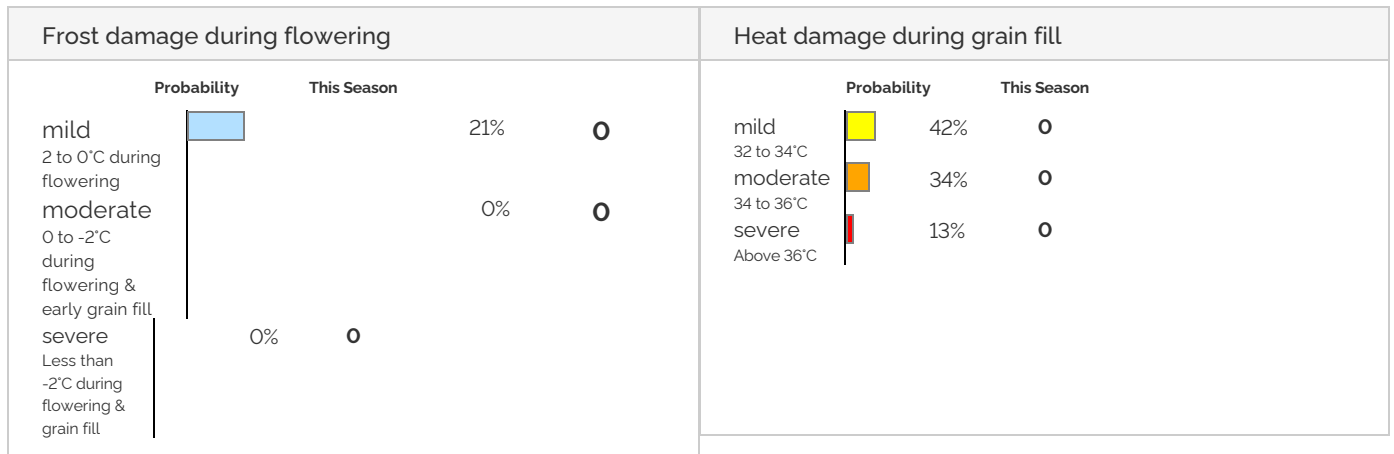 Frost damage during flowering
Probability This Season
mild 21% 0
2 to 0°C during
flowering
moderate 0% 0
0 to -2°C
during
flowering &
early grain fill
severe 0% 0
Less than
-2°C during
flowering &
grain fill
Heat damage during grain fill
Probability This Season
mild 42% 0
32 to 34°C
moderate 34% 0
34 to 36°C
severe 13% 0
Above 36°C